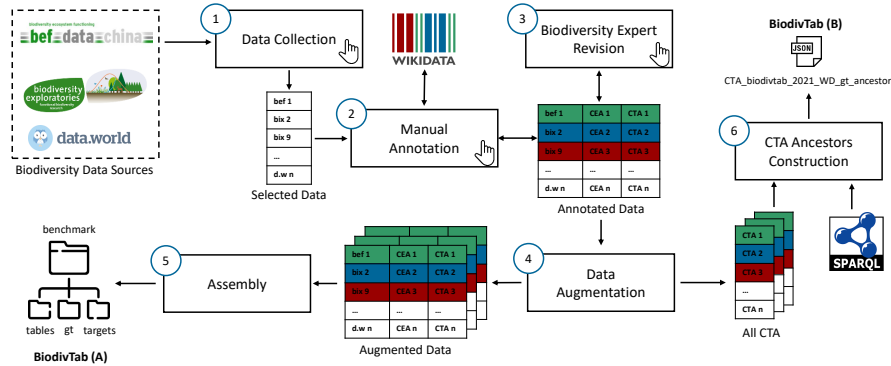 biodiversity ecosystem functioning
bef data china
biodiversity
exploratories
data.world
Biodiversity Data Sources
1
Data Collection
bef 1
bix 2
bix 9
...
d.w n
Selected Data
WIKIDATA
2
Manual
Annotation
3
Biodiversity Expert
Revision
bef 1 CEA 1 CTA 1
bix 2 CEA 2 CTA 2
bix 9 CEA 3 CTA 3
... ... ...
d.w n CEA n CTA n
Annotated Data
BiodivTab (B)
JSON
CTA_biodivtab_2021_WD_gt_ancestor
6
CTA Ancestors
Construction
SPARQL
CTA 1
CTA 2
CTA 3
...
CTA n
All CTA
4
Data
Augmentation
bef 1 CEA 1 CTA 1
bix 2 CEA 2 CTA 2
bix 9 CEA 2 CTA 3
... ... ...
d.w n CEA n CTA n
Augmented Data
5
Assembly
benchmark
tables gt targets
BiodivTab (A)